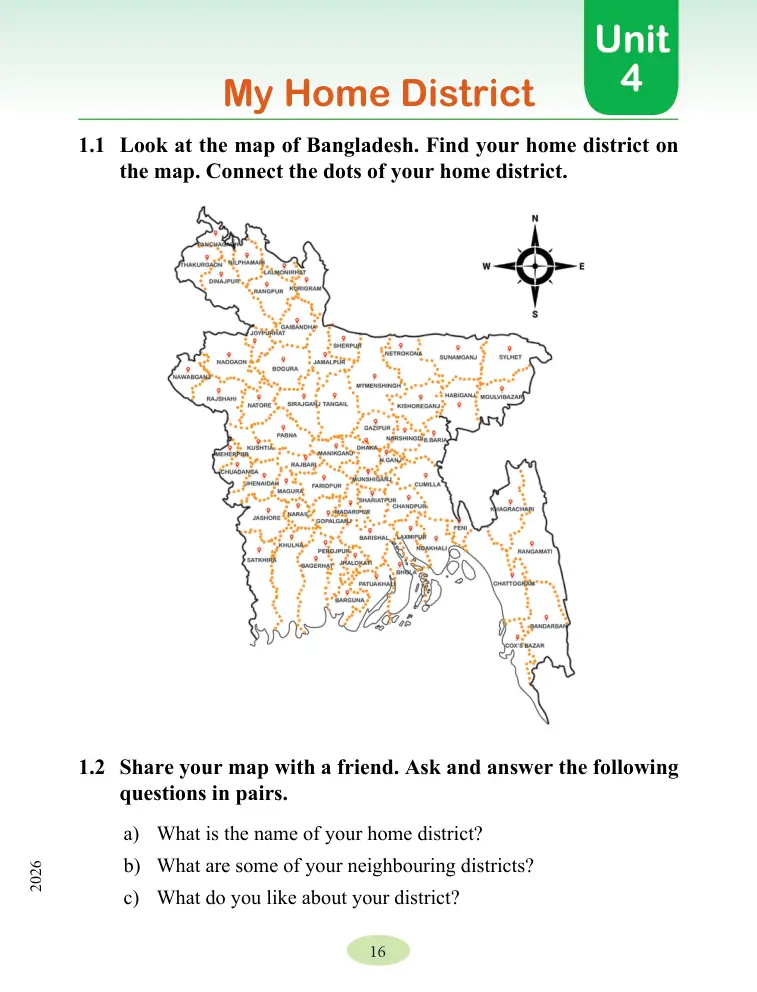 Unit
4
My Home District
1.1 Look at the map of Bangladesh. Find your home district on
the map. Connect the dots of your home district.
N
W E
S
PANCHAGARH
THAKURGAON NILPHAMARI
LALMONIRHAT
DINAJPUR
RANGPUR KURIGRAM
GAIBANDHA
JOYPURHAT
SHERPUR
NETROKONA
SUNAMGANJ SYLHET
NAOGAON
BOGURA
JAMALPUR
NAWABGANJ
MYMENSHINGH
RAJSHAHI
NATORE SIRAJGANJ TANGAIL
KISHOREGANJ
HABIGANJ MOULVIBAZAR
GAZIPUR
PABNA
NARSHINGDI B.BARIA
KUSHTIA
DHAKA
MEHERPUR
MANIKGANJ
N.GANJ
RAJBARI
CHUADANGA
JHENAIDAH
MAGURA
FARIDPUR
MUNSHIGANJ
CUMILLA
SHARIATPUR
CHANDPUR
KHAGRACHARI
JASHORE
NARAIL
MADARIPUR
GOPALGANJ
FENI
BARISHAL LAXMIPUR
NOAKHALI
KHULNA
PEROJPUR
RANGAMATI
SATKHIRA
BAGERHAT
JHALOKATI
BHOLA
PATUAKHALI
CHATTOGRAM
BARGUNA
BANDARBAN
COX'S BAZAR
1.2 Share your map with a friend. Ask and answer the following
questions in pairs.
a) What is the name of your home district?
b) What are some of your neighbouring districts?
c) What do you like about your district?
2026
16